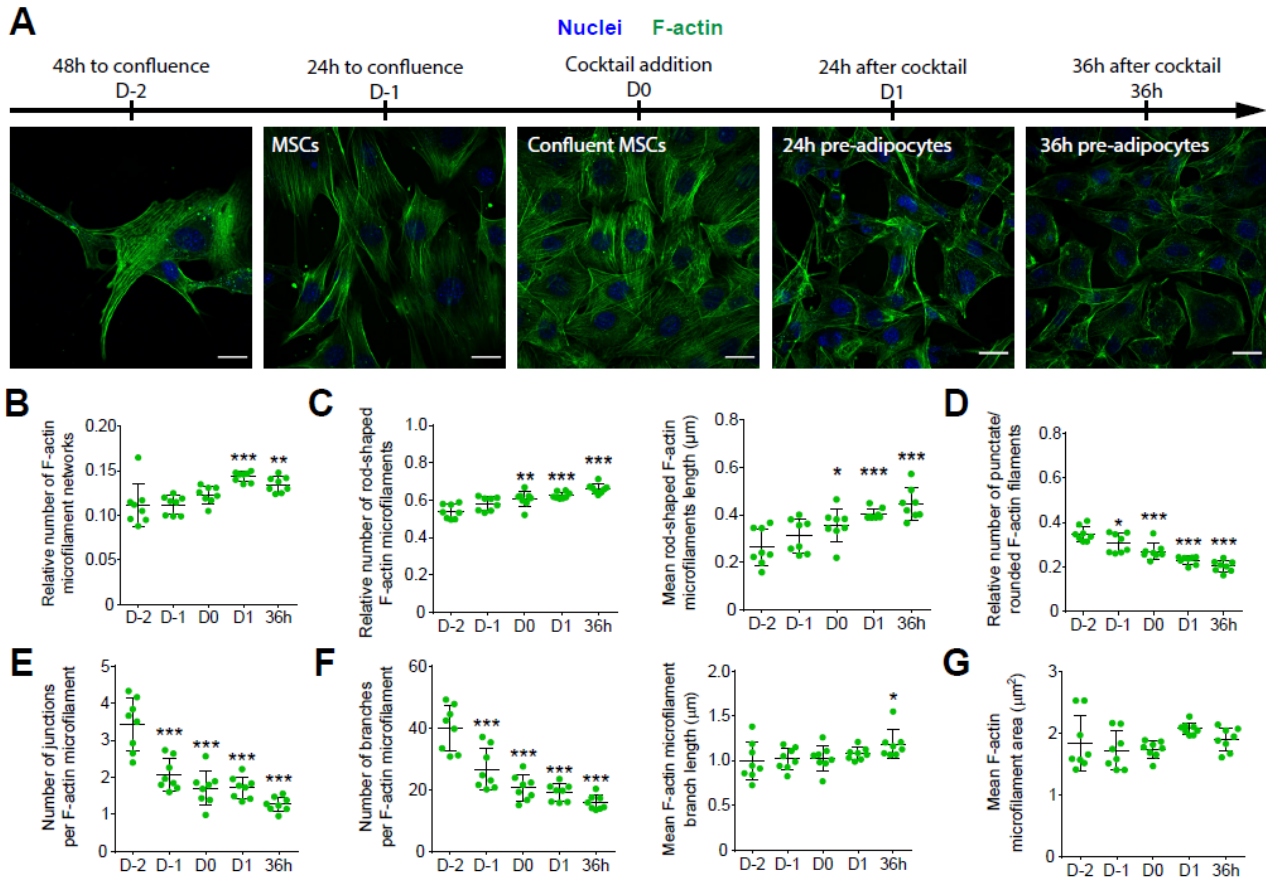 A
Nuclei F-actin
48h to confluence
D-2
24h to confluence
D-1
Cocktail addition
D0
24h after cocktail
D1
36h after cocktail
36h
MSCs
Confluent MSCs
24h pre-adipocytes
36h pre-adipocytes
B
Relative number of F-actin
microfilament networks
0.20
0.15
0.10
0.05
0
*** **
D-2 D-1 D0 D1 36h
C
Relative number of rod-shaped
F-actin microfilaments
1.0
0.8
0.6
0.4
0.2
0
** *** ***
D-2 D-1 D0 D1 36h
Mean rod-shaped F-actin
microfilaments length (µm)
0.8
0.6
0.4
0.2
0
* *** ***
D-2 D-1 D0 D1 36h
D
Relative number of punctate/
rounded F-actin filaments
0.8
0.6
0.4
0.2
0
* *** *** ***
D-2 D-1 D0 D1 36h
E
Number of junctions
per F-actin microfilament
5
4
3
2
1
0
*** *** *** ***
D-2 D-1 D0 D1 36h
F
Number of branches
per F-actin microfilament
60
40
20
0
*** *** *** ***
D-2 D-1 D0 D1 36h
Mean F-actin microfilament
branch length (µm)
2.0
1.5
1.0
0.5
0
*
D-2 D-1 D0 D1 36h
G
Mean F-actin
microfilament area (µm²)
3
2
1
0
D-2 D-1 D0 D1 36h